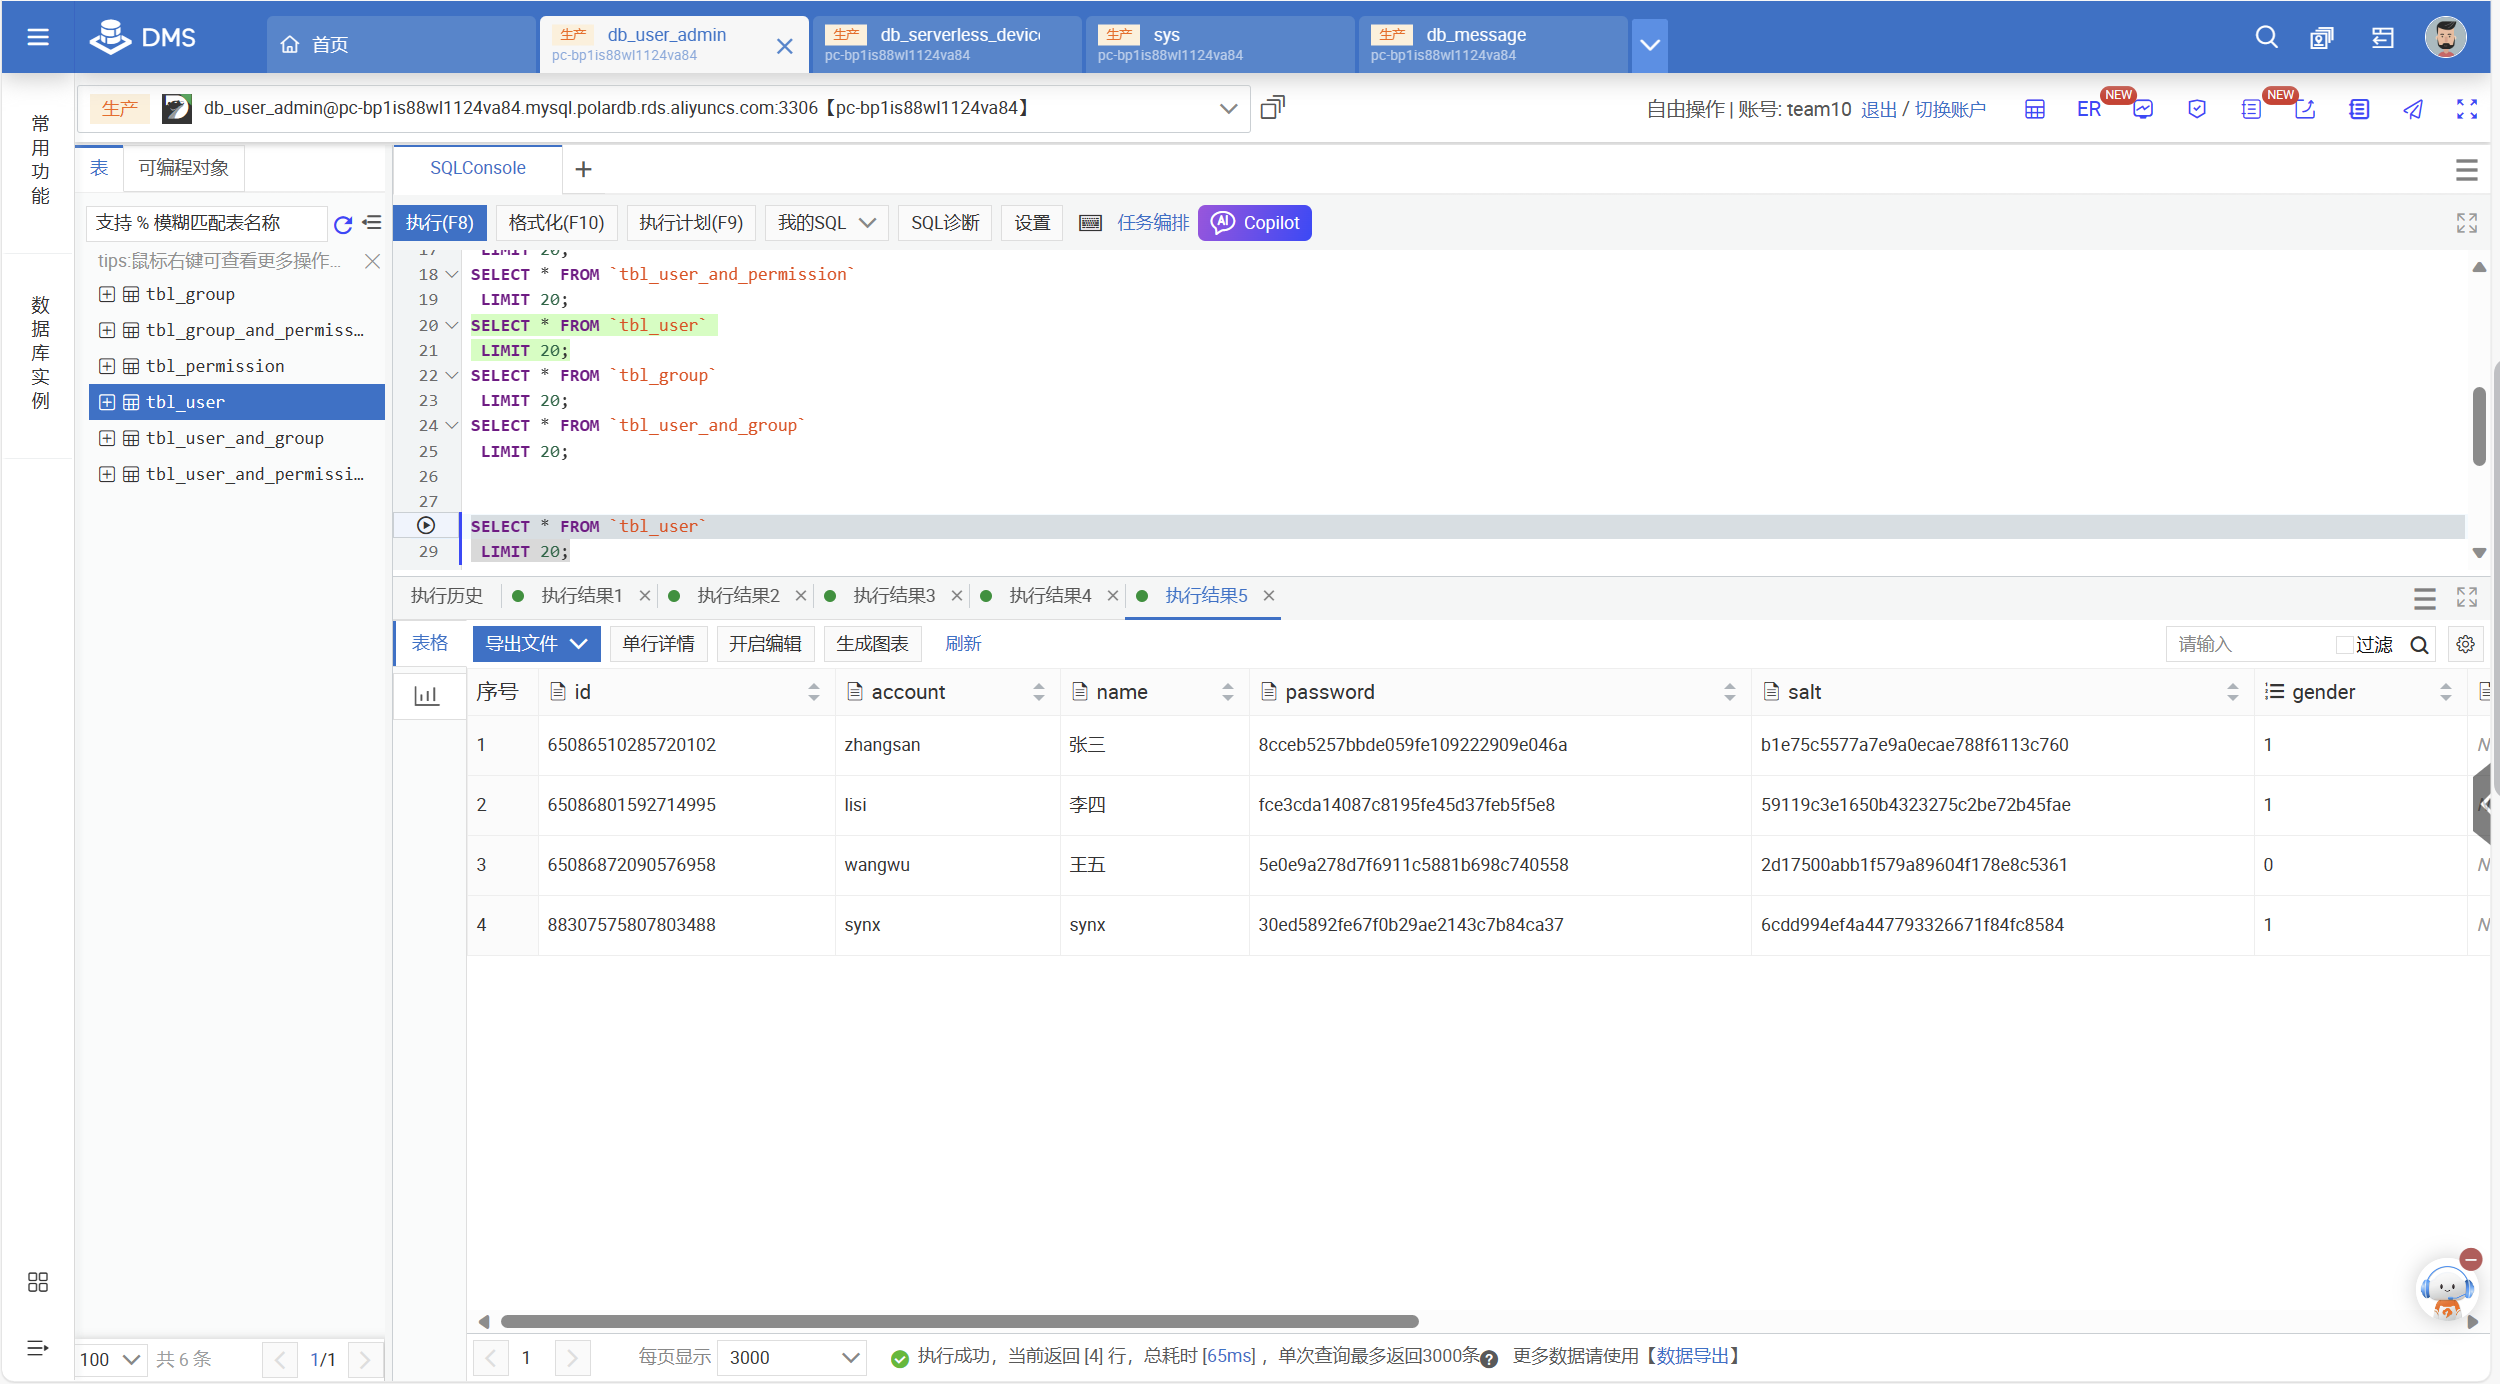 DMS
首页
生产 db_user_admin
pc-bp1is88wl1124va84
生产 db_serverless_devic
pc-bp1is88wl1124va84
生产 sys
pc-bp1is88wl1124va84
生产 db_message
pc-bp1is88wl1124va84
常用功能
数据库实例
生产 db_user_admin@pc-bp1is88wl1124va84.mysql.polardb.rds.aliyuncs.com:3306【pc-bp1is88wl1124va84】
自由操作 | 账号: team10 退出 / 切换账户
ER NEW NEW
表 可编程对象
支持 % 模糊匹配表名称
tips:鼠标右键可查看更多操作...
tbl_group
tbl_group_and_permiss…
tbl_permission
tbl_user
tbl_user_and_group
tbl_user_and_permissi…
100 共 6 条 1/1
SQLConsole +
执行(F8) 格式化(F10) 执行计划(F9) 我的SQL SQL诊断 设置 任务编排 AI Copilot
17 LIMIT 20;
18 SELECT * FROM `tbl_user_and_permission`
19 LIMIT 20;
20 SELECT * FROM `tbl_user`
21 LIMIT 20;
22 SELECT * FROM `tbl_group`
23 LIMIT 20;
24 SELECT * FROM `tbl_user_and_group`
25 LIMIT 20;
26
27
SELECT * FROM `tbl_user`
29 LIMIT 20;
执行历史 执行结果1 执行结果2 执行结果3 执行结果4 执行结果5
表格 导出文件 单行详情 开启编辑 生成图表 刷新 请输入 过滤
序号 id account name password salt gender
1 65086510285720102 zhangsan 张三 8cceb5257bbde059fe109222909e046a b1e75c5577a7e9a0ecae788f6113c760 1 N
2 65086801592714995 lisi 李四 fce3cda14087c8195fe45d37feb5f5e8 59119c3e1650b4323275c2be72b45fae 1
3 65086872090576958 wangwu 王五 5e0e9a278d7f6911c5881b698c740558 2d17500abb1f579a89604f178e8c5361 0 N
4 88307575807803488 synx synx 30ed5892fe67f0b29ae2143c7b84ca37 6cdd994ef4a447793326671f84fc8584 1 N
1 每页显示 3000 执行成功，当前返回 [4] 行，总耗时 [65ms] ，单次查询最多返回3000条 更多数据请使用【数据导出】